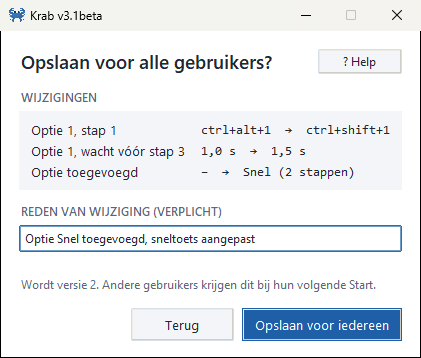 Krab v3.1beta
Opslaan voor alle gebruikers?
? Help
WIJZIGINGEN
Optie 1, stap 1 ctrl+alt+1 → ctrl+shift+1
Optie 1, wacht vóór stap 3 1,0 s → 1,5 s
Optie toegevoegd – → Snel (2 stappen)
REDEN VAN WIJZIGING (VERPLICHT)
Optie Snel toegevoegd, sneltoets aangepast
Wordt versie 2. Andere gebruikers krijgen dit bij hun volgende Start.
Terug
Opslaan voor iedereen